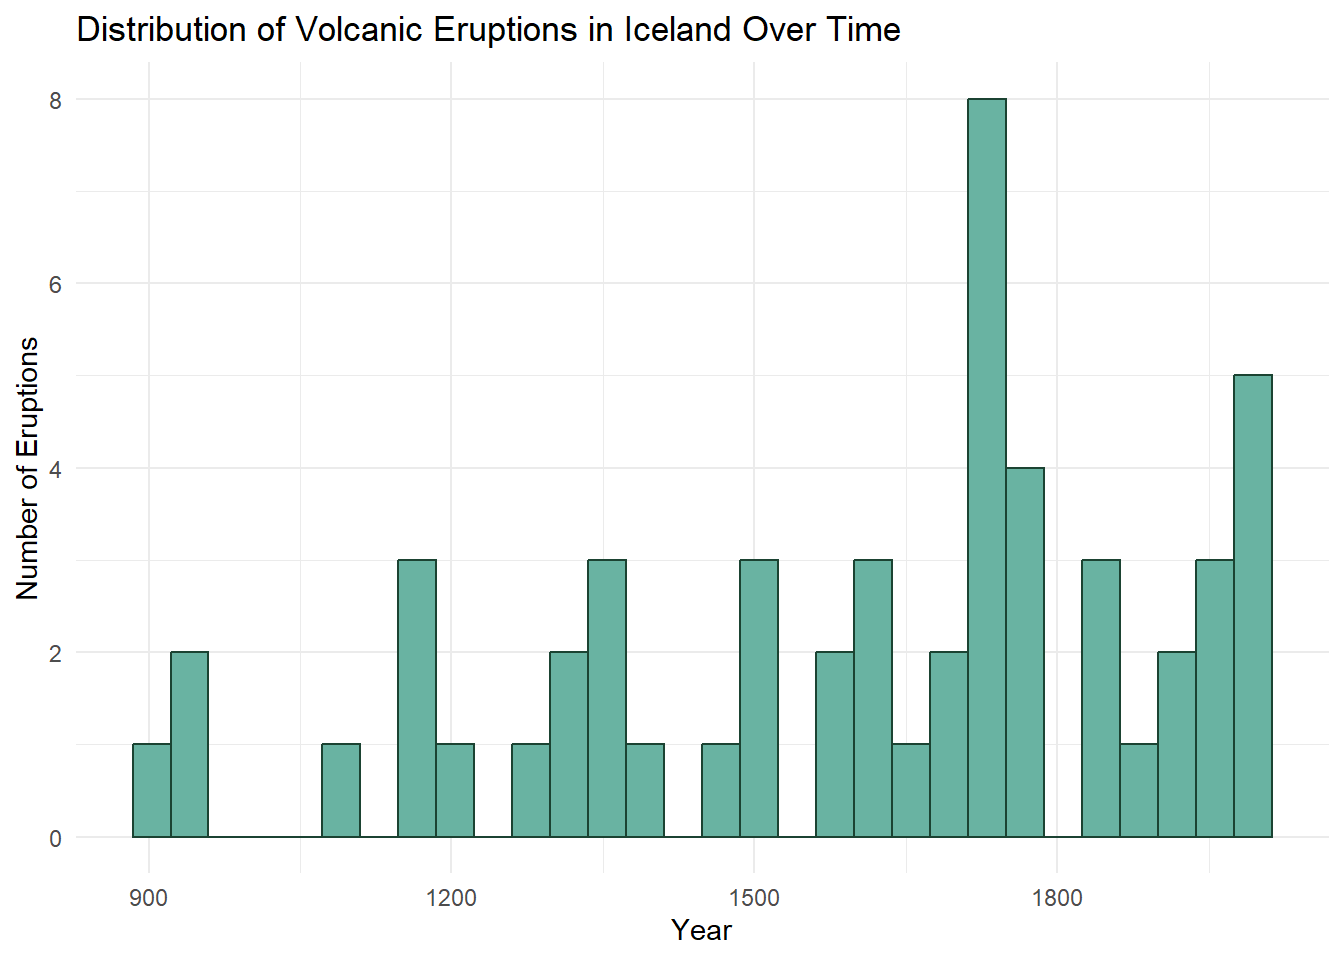 Distribution of Volcanic Eruptions in Iceland Over Time
8
6
4
2
0
Number of Eruptions
900 1200 1500 1800
Year